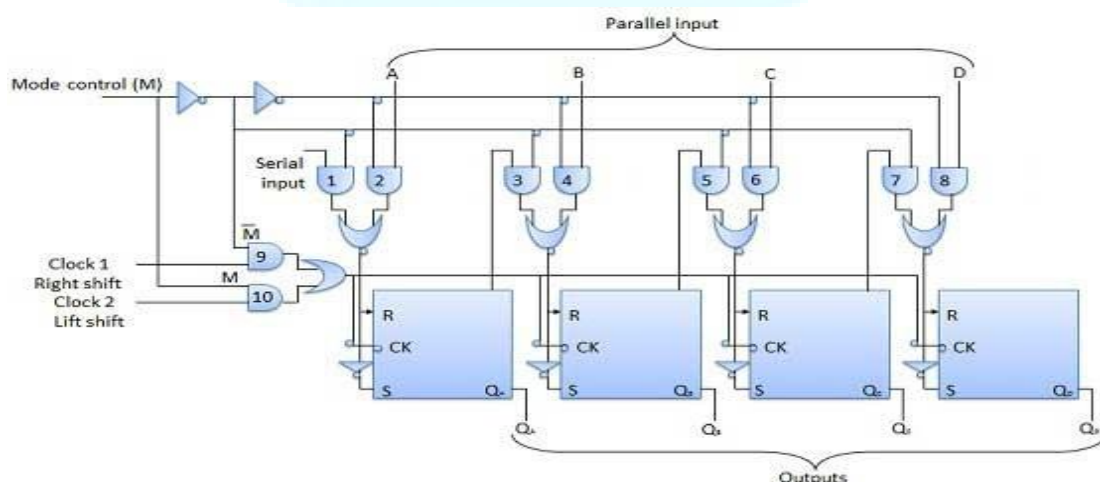 Parallel input
A B C D
Mode control (M)
Serial
input
1 2 3 4 5 6 7 8
M
9
Clock 1
Right shift
M
10
Clock 2
Lift shift
R R R R
CK CK CK CK
S S S S
Qₐ
Outputs